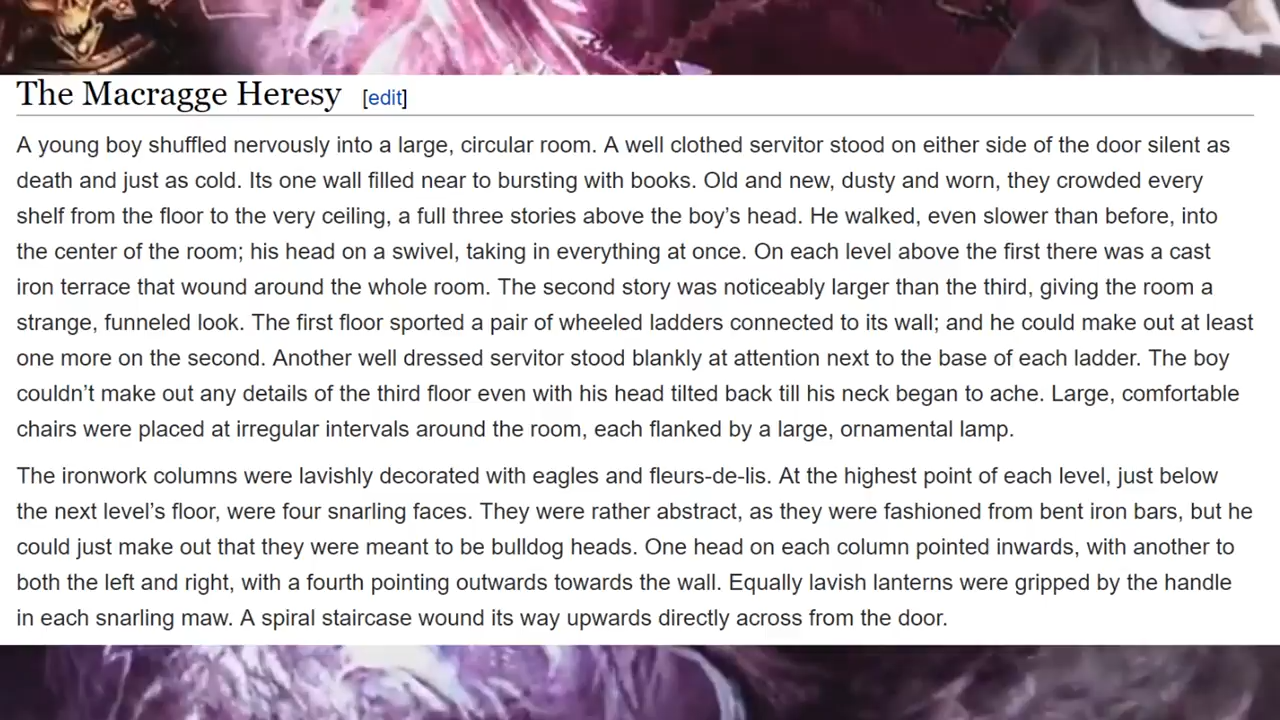 The Macragge Heresy [edit]
A young boy shuffled nervously into a large, circular room. A well clothed servitor stood on either side of the door silent as
death and just as cold. Its one wall filled near to bursting with books. Old and new, dusty and worn, they crowded every
shelf from the floor to the very ceiling, a full three stories above the boy’s head. He walked, even slower than before, into
the center of the room; his head on a swivel, taking in everything at once. On each level above the first there was a cast
iron terrace that wound around the whole room. The second story was noticeably larger than the third, giving the room a
strange, funneled look. The first floor sported a pair of wheeled ladders connected to its wall; and he could make out at least
one more on the second. Another well dressed servitor stood blankly at attention next to the base of each ladder. The boy
couldn’t make out any details of the third floor even with his head tilted back till his neck began to ache. Large, comfortable
chairs were placed at irregular intervals around the room, each flanked by a large, ornamental lamp.
The ironwork columns were lavishly decorated with eagles and fleurs-de-lis. At the highest point of each level, just below
the next level’s floor, were four snarling faces. They were rather abstract, as they were fashioned from bent iron bars, but he
could just make out that they were meant to be bulldog heads. One head on each column pointed inwards, with another to
both the left and right, with a fourth pointing outwards towards the wall. Equally lavish lanterns were gripped by the handle
in each snarling maw. A spiral staircase wound its way upwards directly across from the door.